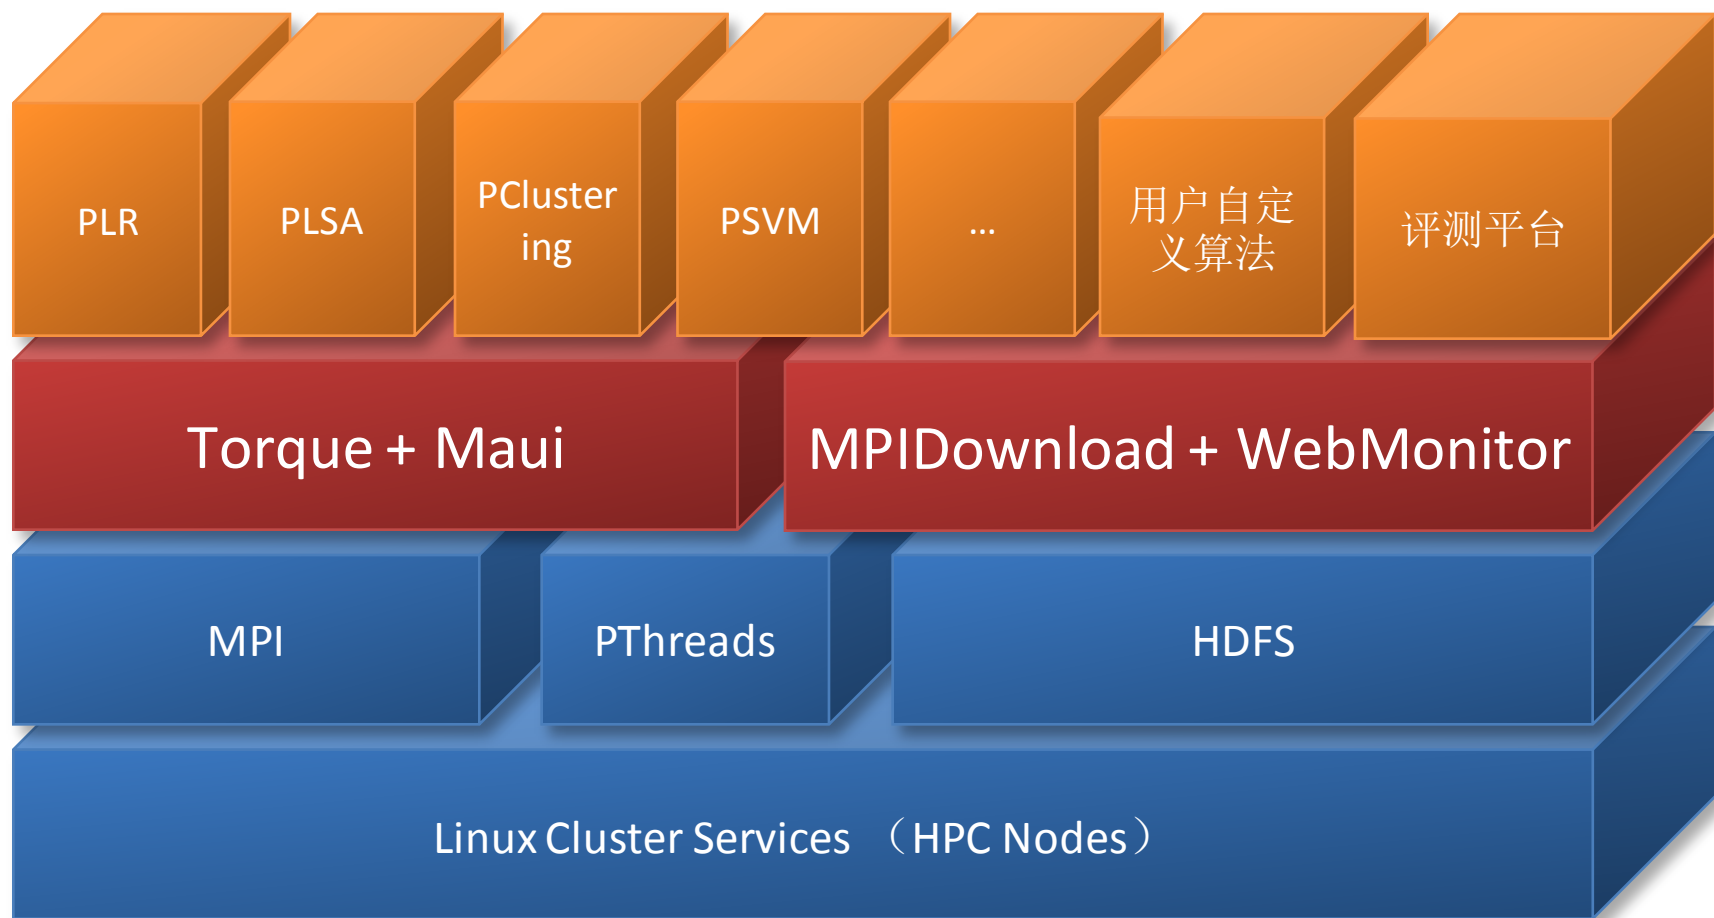 PLR
PLSA
PCluster
ing
PSVM
...
用户自定
义算法
评测平台
Torque + Maui
MPIDownload + WebMonitor
MPI
PThreads
HDFS
Linux Cluster Services （HPC Nodes）